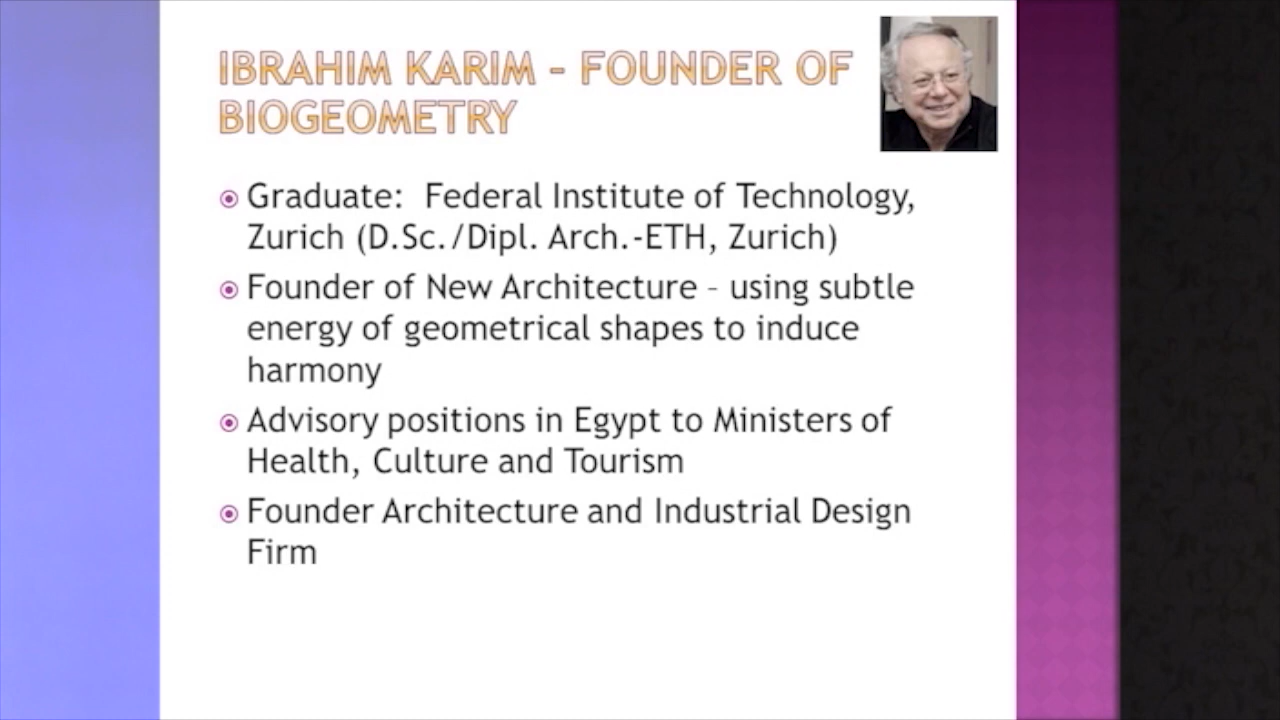 IBRAHIM KARIM – FOUNDER OF
BIOGEOMETRY
Graduate: Federal Institute of Technology,
Zurich (D.Sc./Dipl. Arch.-ETH, Zurich)
Founder of New Architecture – using subtle
energy of geometrical shapes to induce
harmony
Advisory positions in Egypt to Ministers of
Health, Culture and Tourism
Founder Architecture and Industrial Design
Firm